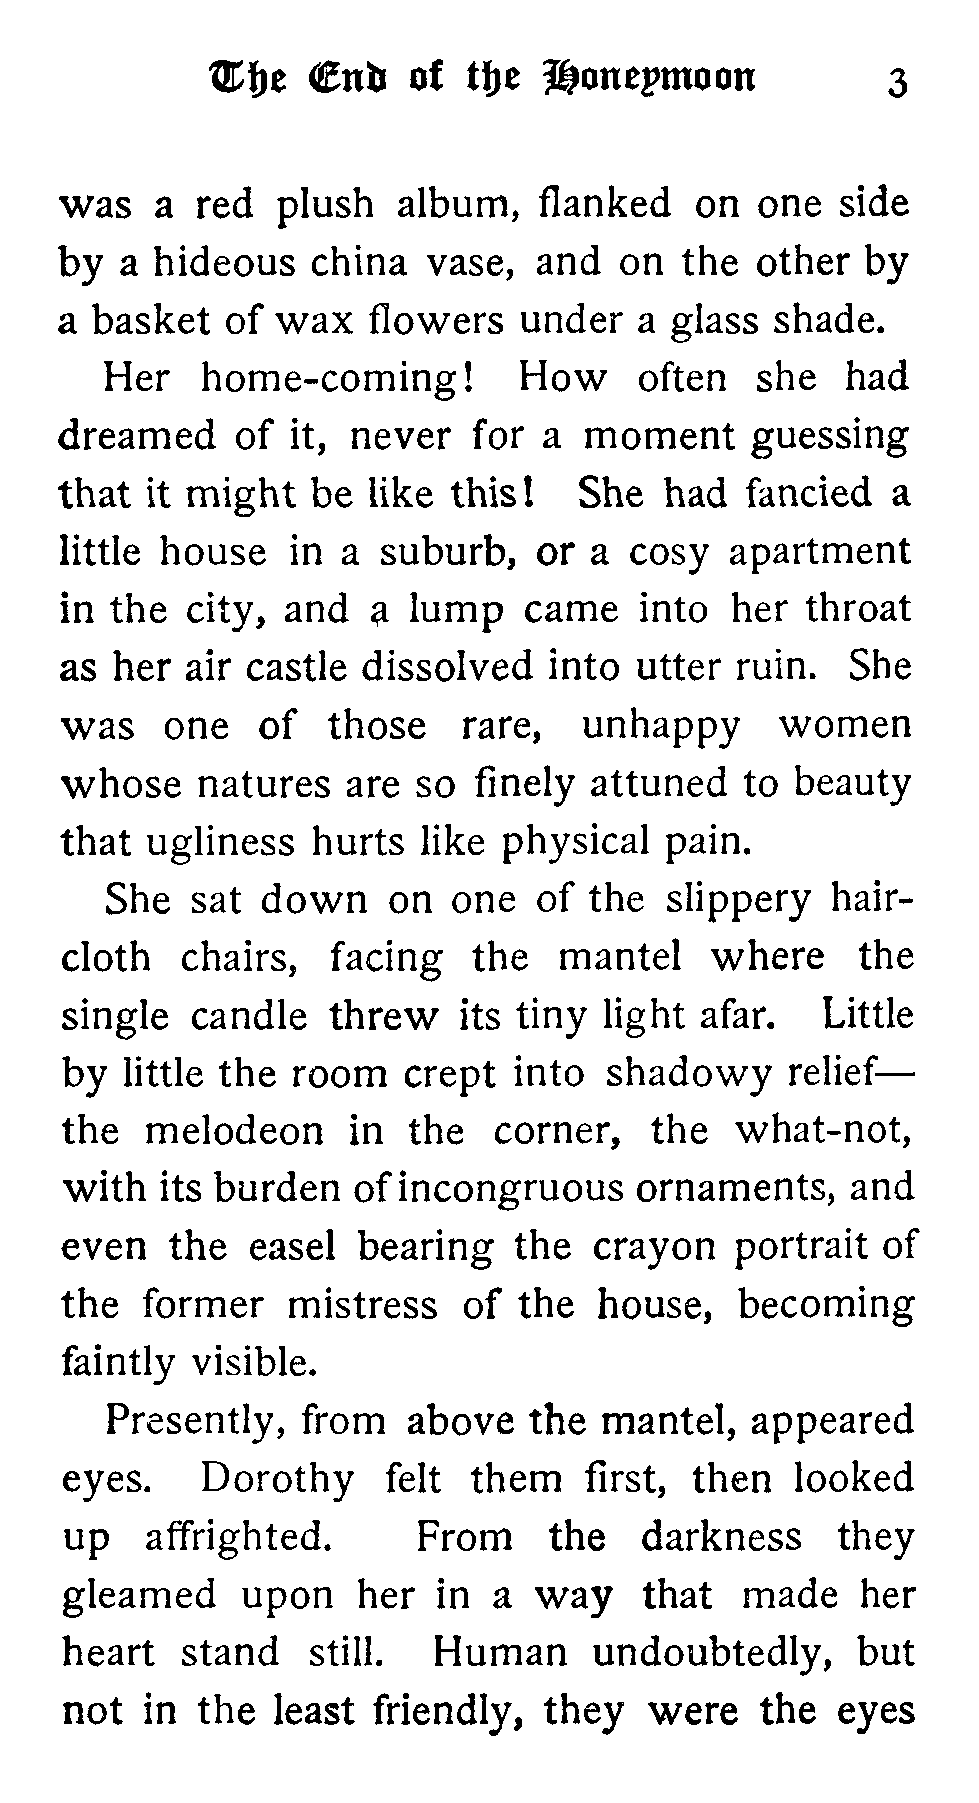 The End of the Honeymoon 3
was a red plush album, flanked on one side
by a hideous china vase, and on the other by
a basket of wax flowers under a glass shade.
Her home-coming! How often she had
dreamed of it, never for a moment guessing
that it might be like this! She had fancied a
little house in a suburb, or a cosy apartment
in the city, and a lump came into her throat
as her air castle dissolved into utter ruin. She
was one of those rare, unhappy women
whose natures are so finely attuned to beauty
that ugliness hurts like physical pain.
She sat down on one of the slippery hair-
cloth chairs, facing the mantel where the
single candle threw its tiny light afar. Little
by little the room crept into shadowy relief—
the melodeon in the corner, the what-not,
with its burden of incongruous ornaments, and
even the easel bearing the crayon portrait of
the former mistress of the house, becoming
faintly visible.
Presently, from above the mantel, appeared
eyes. Dorothy felt them first, then looked
up affrighted. From the darkness they
gleamed upon her in a way that made her
heart stand still. Human undoubtedly, but
not in the least friendly, they were the eyes